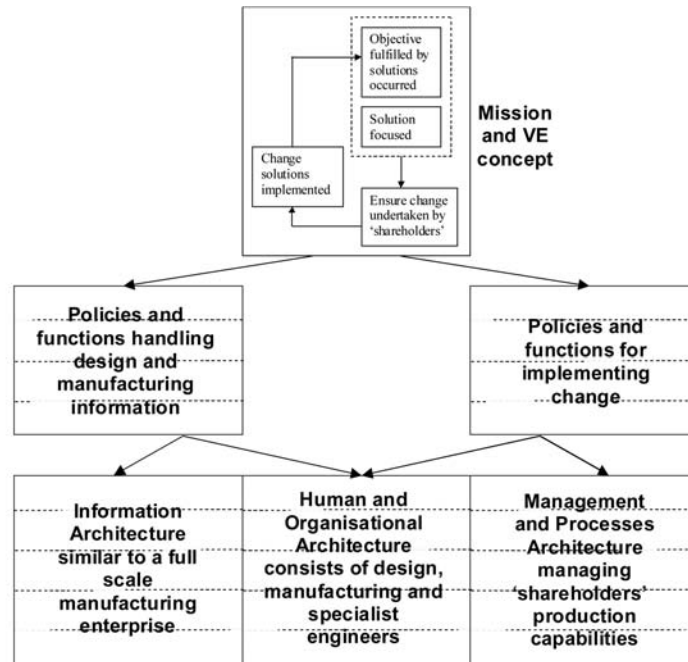 Objective
fulfilled by
solutions
occurred
Solution
focused
Mission
and VE
concept
Change
solutions
implemented
Ensure change
undertaken by
‘shareholders’
Policies and
functions handling
design and
manufacturing
information
Policies and
functions for
implementing
change
Information
Architecture
similar to a full
scale
manufacturing
enterprise
Human and
Organisational
Architecture
consists of design,
manufacturing and
specialist
engineers
Management
and Processes
Architecture
managing
‘shareholders’
production
capabilities